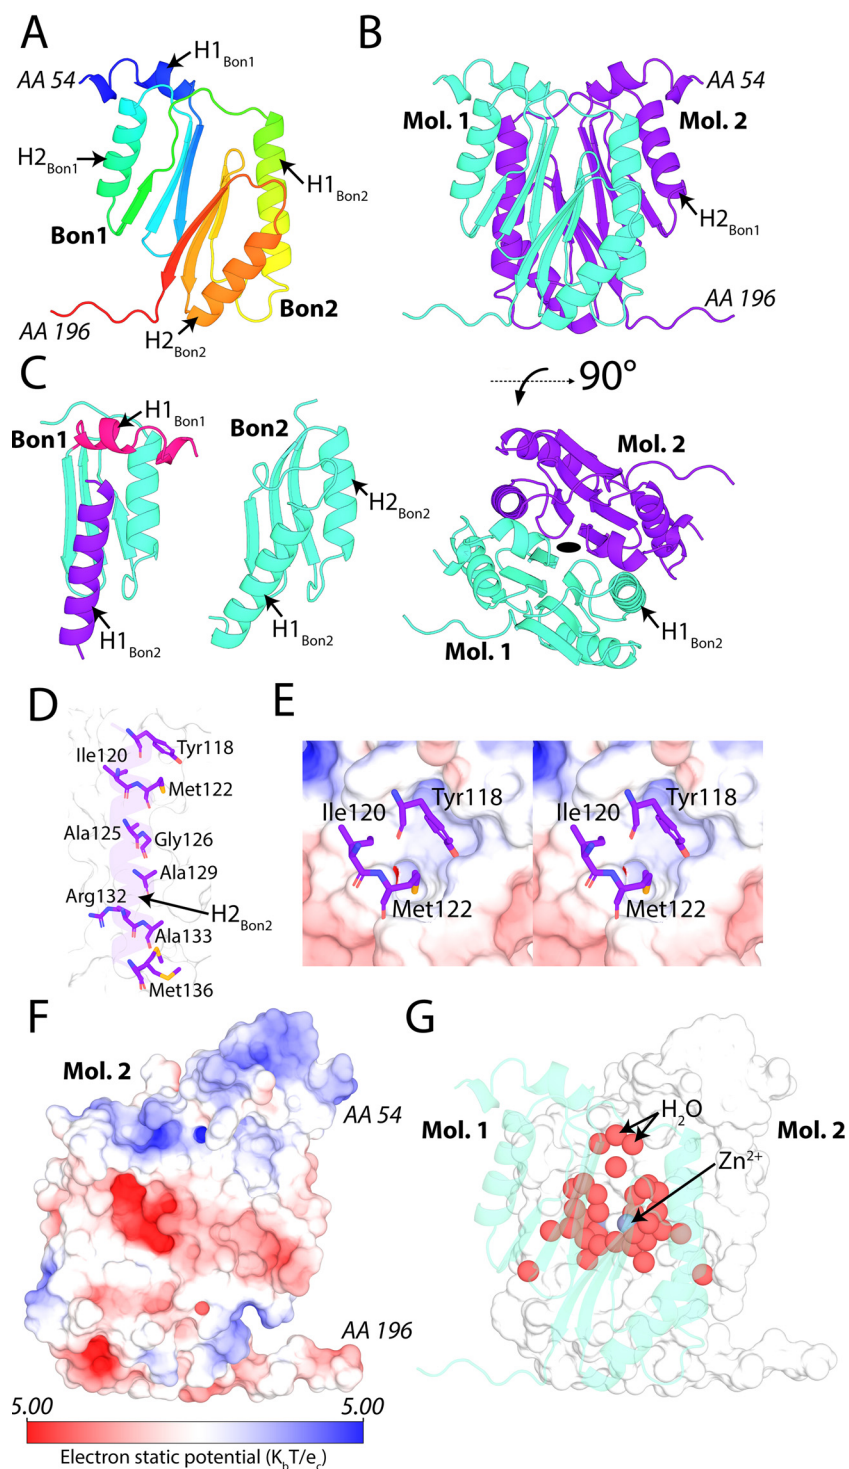 A
H1Bon1
AA 54
H2Bon1
H1Bon2
Bon1
Bon2
AA 196
H2Bon2
B
AA 54
Mol. 1
Mol. 2
H2Bon1
AA 196
90°
C
H1Bon1
Bon1
Bon2
H2Bon2
H1Bon2
H1Bon2
Mol. 2
H1Bon2
Mol. 1
D
Ile120
Tyr118
Met122
Ala125
Gly126
Ala129
Arg132
H2Bon2
Ala133
Met136
E
Ile120
Tyr118
Met122
Ile120
Tyr118
Met122
F
Mol. 2
AA 54
AA 196
5.00
5.00
Electron static potential (KbT/ec)
G
H2O
Mol. 1
Mol. 2
Zn2+